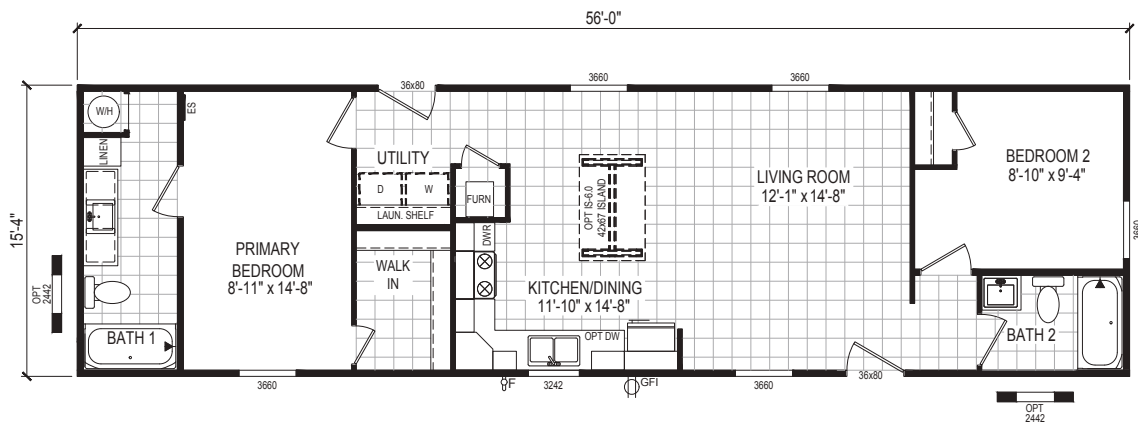 56'-0"
15'-4"
36x80
3660
3660
W/H
ES
LINEN
UTILITY
D
W
LAUN. SHELF
FURN
DWR
OPT IS-6.0
42x67 ISLAND
LIVING ROOM
12'-1" x 14'-8"
BEDROOM 2
8'-10" x 9'-4"
3660
PRIMARY
BEDROOM
8'-11" x 14'-8"
WALK
IN
KITCHEN/DINING
11'-10" x 14'-8"
OPT DW
OPT
2442
BATH 1
BATH 2
3660
F
3242
GFI
3660
36x80
OPT
2442